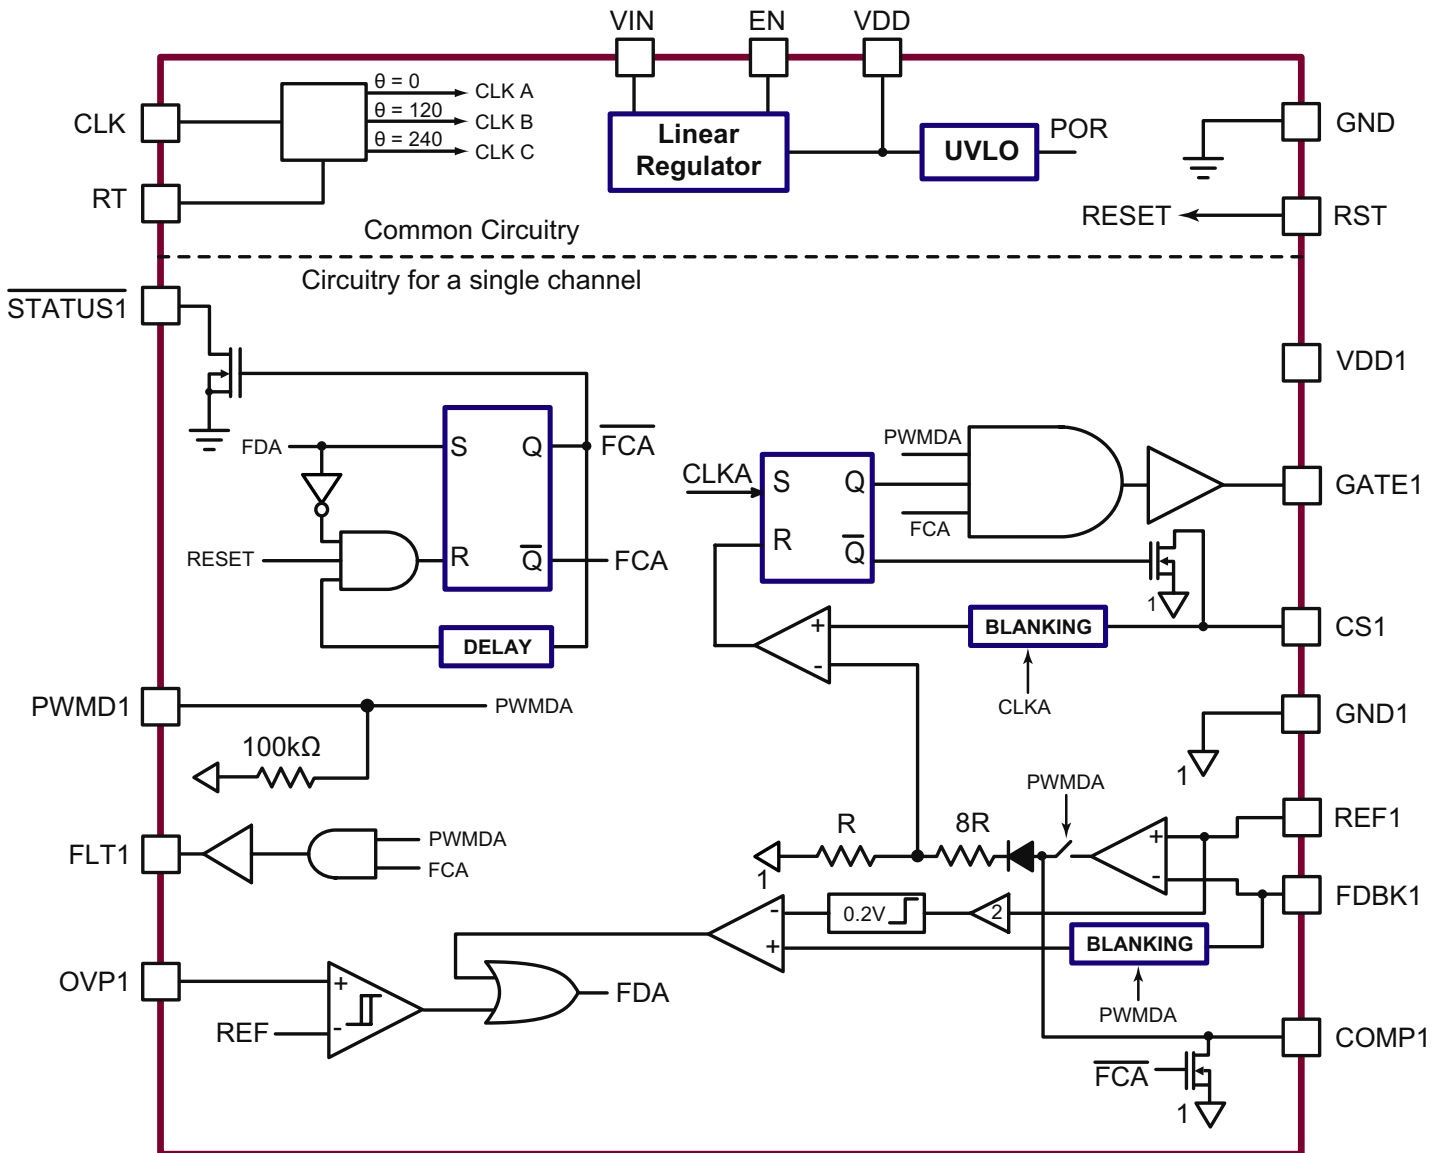 VIN EN VDD
CLK
θ = 0 CLK A
θ = 120 CLK B
θ = 240 CLK C
Linear
Regulator
UVLO
POR
GND
RT
RESET
RST
Common Circuitry
Circuitry for a single channel
STATUS1
VDD1
FDA
S Q
FCA
RESET
R Q
FCA
DELAY
CLKA
S Q
R Q
PWMDA
FCA
GATE1
1
+
-
BLANKING
CLKA
CS1
PWMD1
PWMDA
100kΩ
GND1
1
PWMDA
REF1
FLT1
PWMDA
FCA
R
8R
1
+
-
FDBK1
-
+
0.2V
2
BLANKING
PWMDA
OVP1
+
-
REF
FDA
COMP1
FCA
1